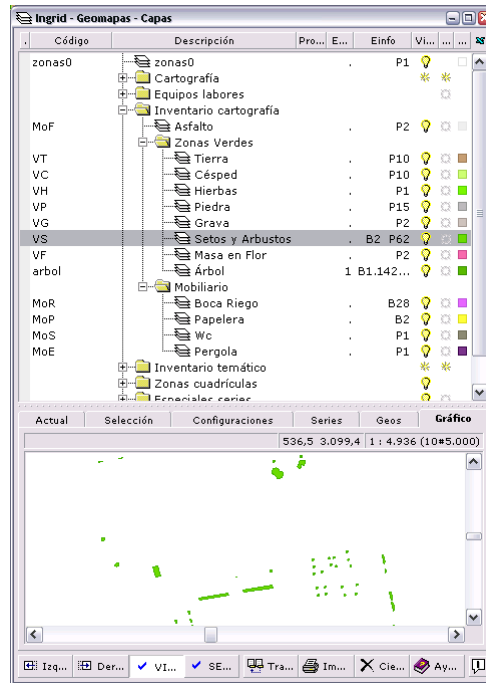 Ingrid - Geomapas - Capas
. Código Descripción Pro... E... Einfo Vi... ... ...
zonas0 zonas0 . P1
Cartografía
Equipos labores
Inventario cartografía
MoF Asfalto . P2
Zonas Verdes
VT Tierra . P10
VC Césped . P10
VH Hierbas . P1
VP Piedra . P15
VG Grava . P2
VS Setos y Arbustos . B2 P62
VF Masa en Flor . P2
arbol Árbol 1 B1.142...
Mobiliario
MoR Boca Riego . B28
MoP Papelera . B2
MoS Wc . P1
MoE Pergola . P1
Inventario temático
Zonas cuadrículas
Especiales series
Actual Selección Configuraciones Series Geos Gráfico
536,5 3.099,4 1 : 4.936 (10#5.000)
Izq... Der... VI... SE... Tra... Im... Cie... Ay...